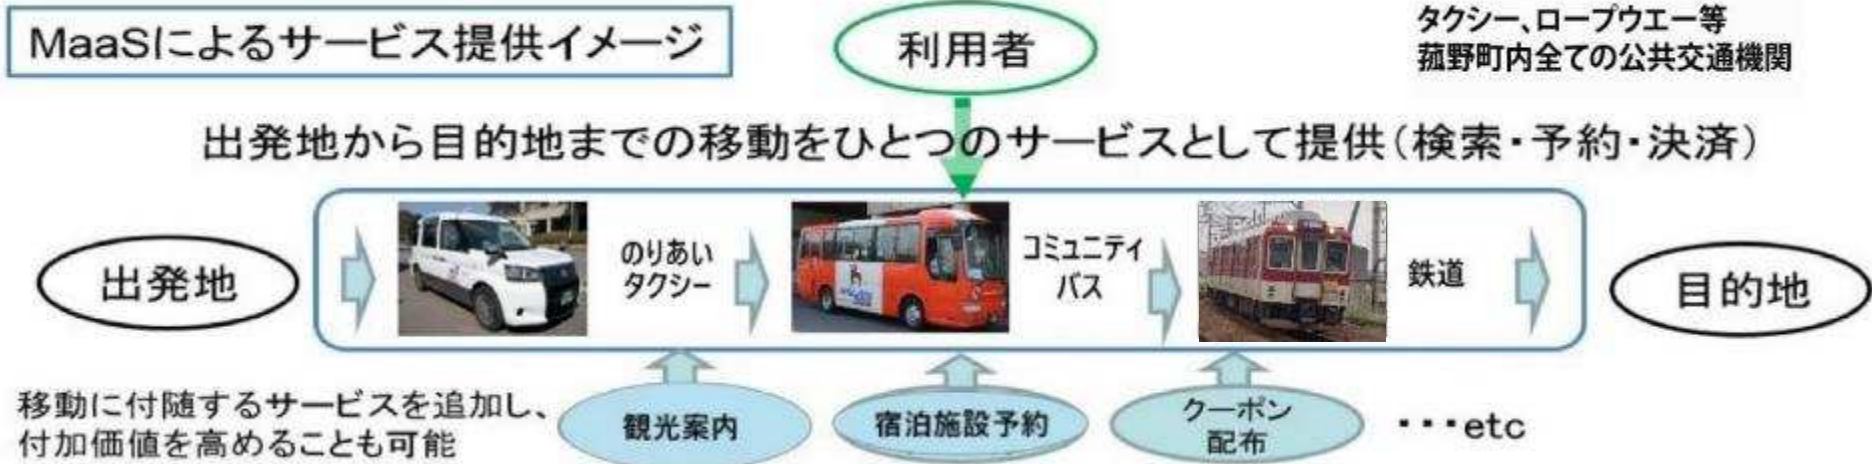 MaaSによるサービス提供イメージ
利用者
タクシー、ロープウエー等
菰野町内全ての公共交通機関
出発地から目的地までの移動をひとつのサービスとして提供（検索・予約・決済）
出発地
のりあい
タクシー
コミュニティ
バス
鉄道
目的地
移動に付随するサービスを追加し、
付加価値を高めることも可能
観光案内
宿泊施設予約
クーポン
配布
・・・etc